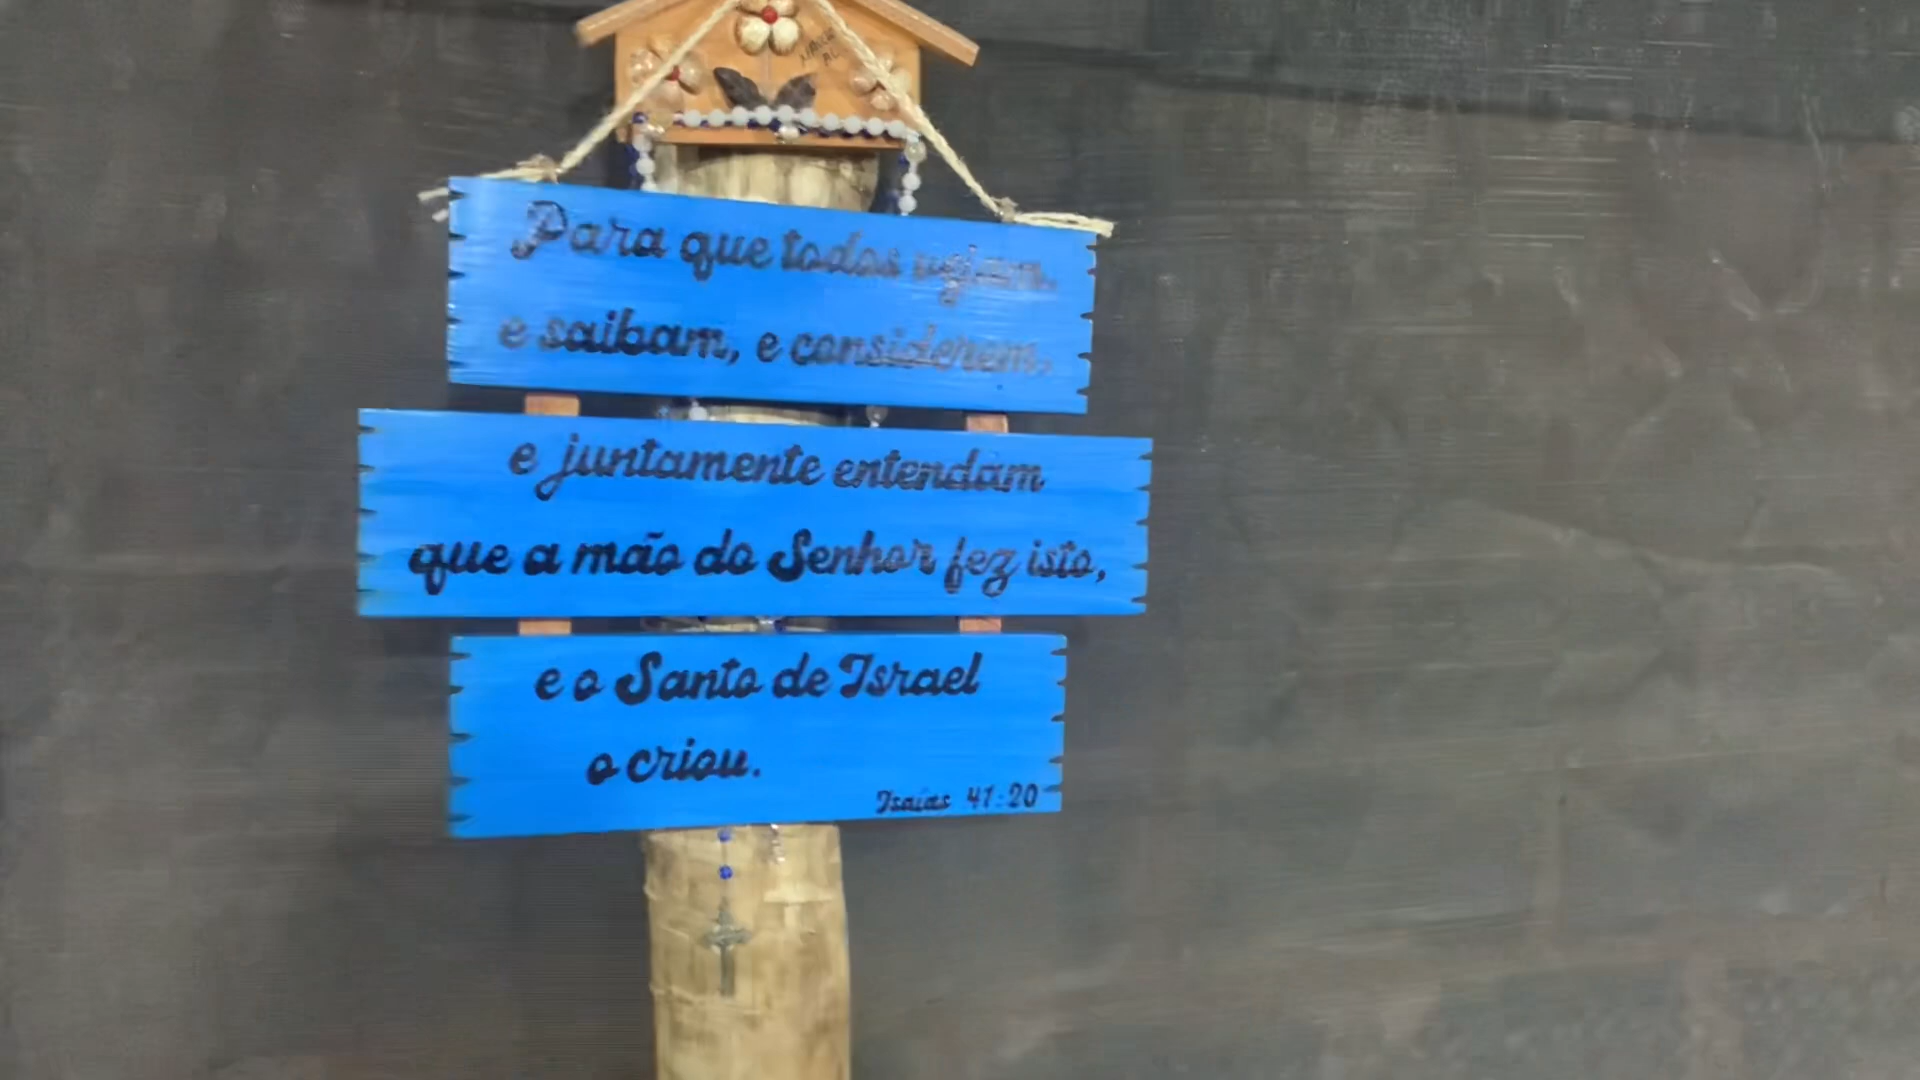 Para que todos vejam,
e saibam, e considerem,
e juntamente entendam
que a mão do Senhor fez isto,
e o Santo de Israel
o criou.
Isaías 41:20